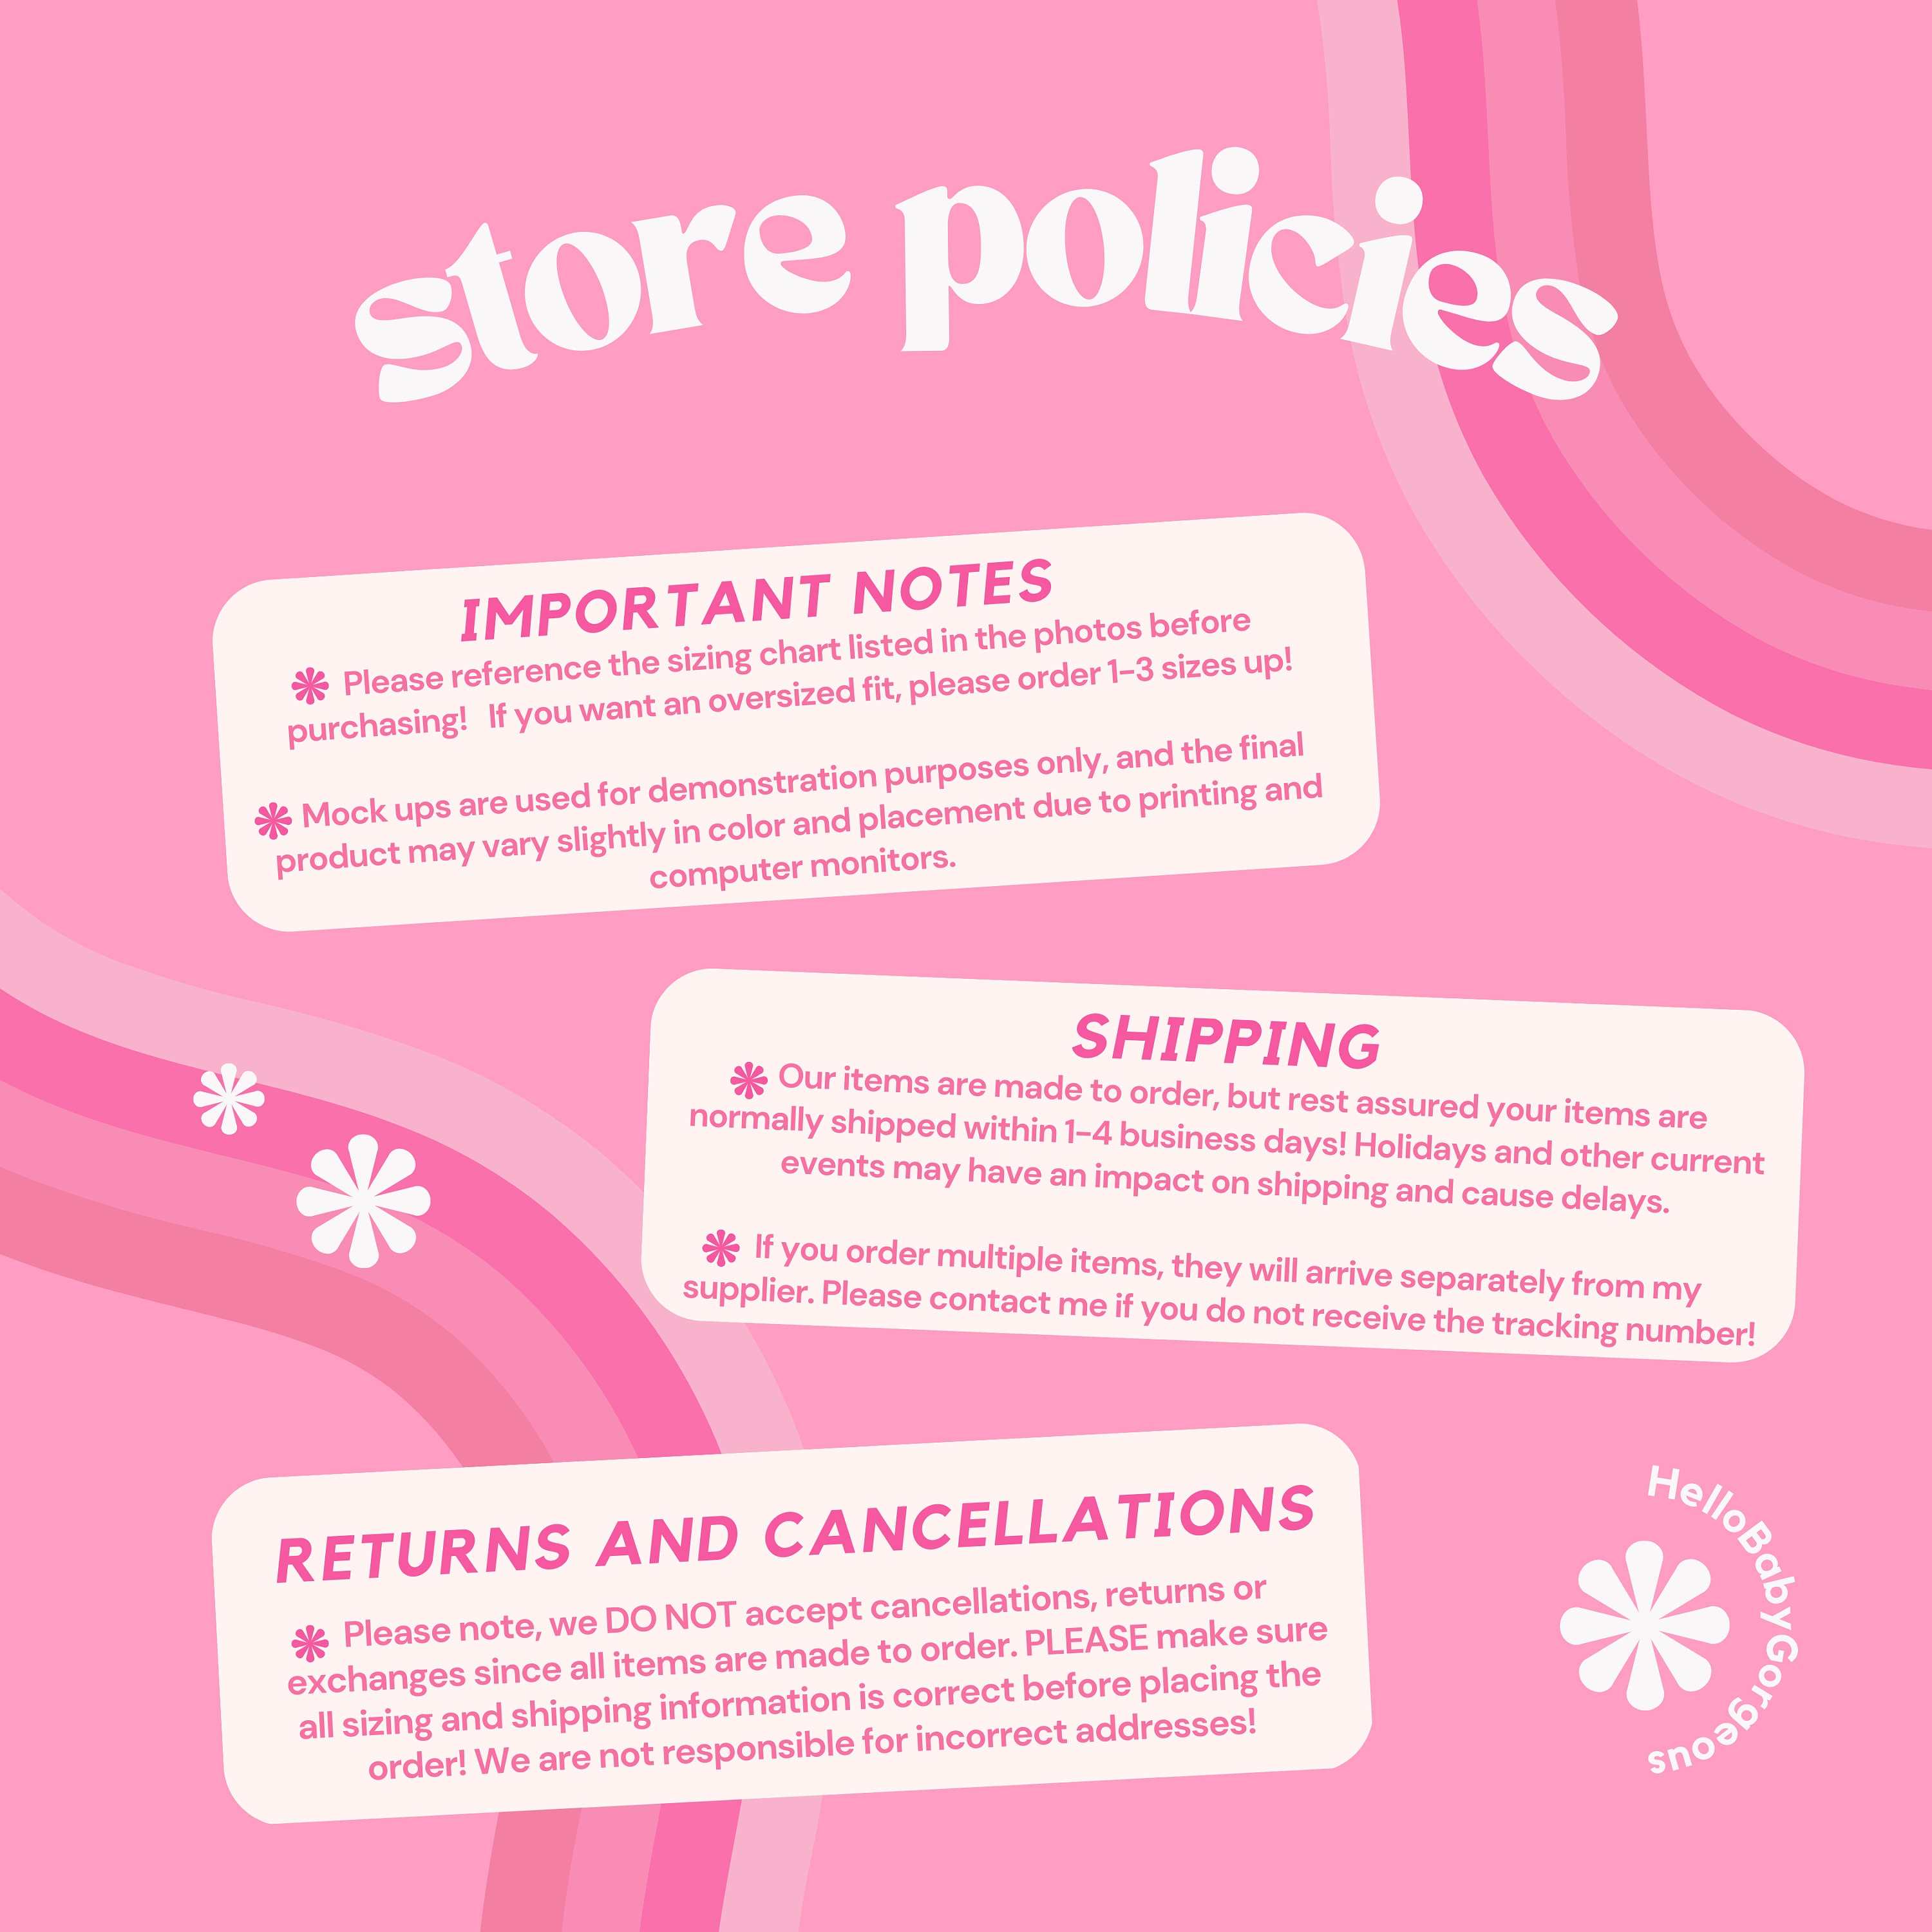 store policies
IMPORTANT NOTES
Please reference the sizing chart listed in the photos before
purchasing! If you want an oversized fit, please order 1-3 sizes up!
Mock ups are used for demonstration purposes only, and the final
product may vary slightly in color and placement due to printing and
computer monitors.
SHIPPING
Our items are made to order, but rest assured your items are
normally shipped within 1-4 business days! Holidays and other current
events may have an impact on shipping and cause delays.
If you order multiple items, they will arrive separately from my
supplier. Please contact me if you do not receive the tracking number!
RETURNS AND CANCELLATIONS
Please note, we DO NOT accept cancellations, returns or
exchanges since all items are made to order. PLEASE make sure
all sizing and shipping information is correct before placing the
order! We are not responsible for incorrect addresses!
HelloBabyGorgeous